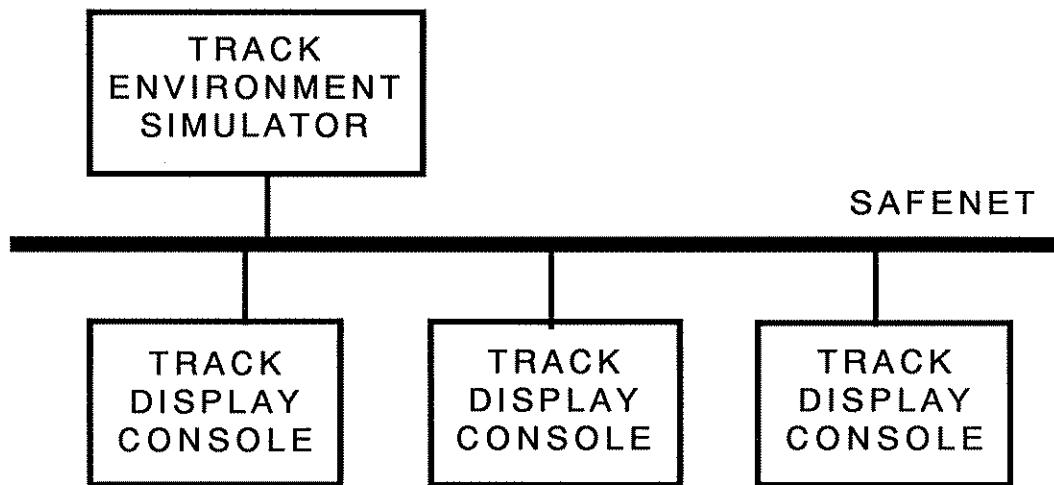 TRACK
ENVIRONMENT
SIMULATOR
SAFENET
TRACK
DISPLAY
CONSOLE
TRACK
DISPLAY
CONSOLE
TRACK
DISPLAY
CONSOLE